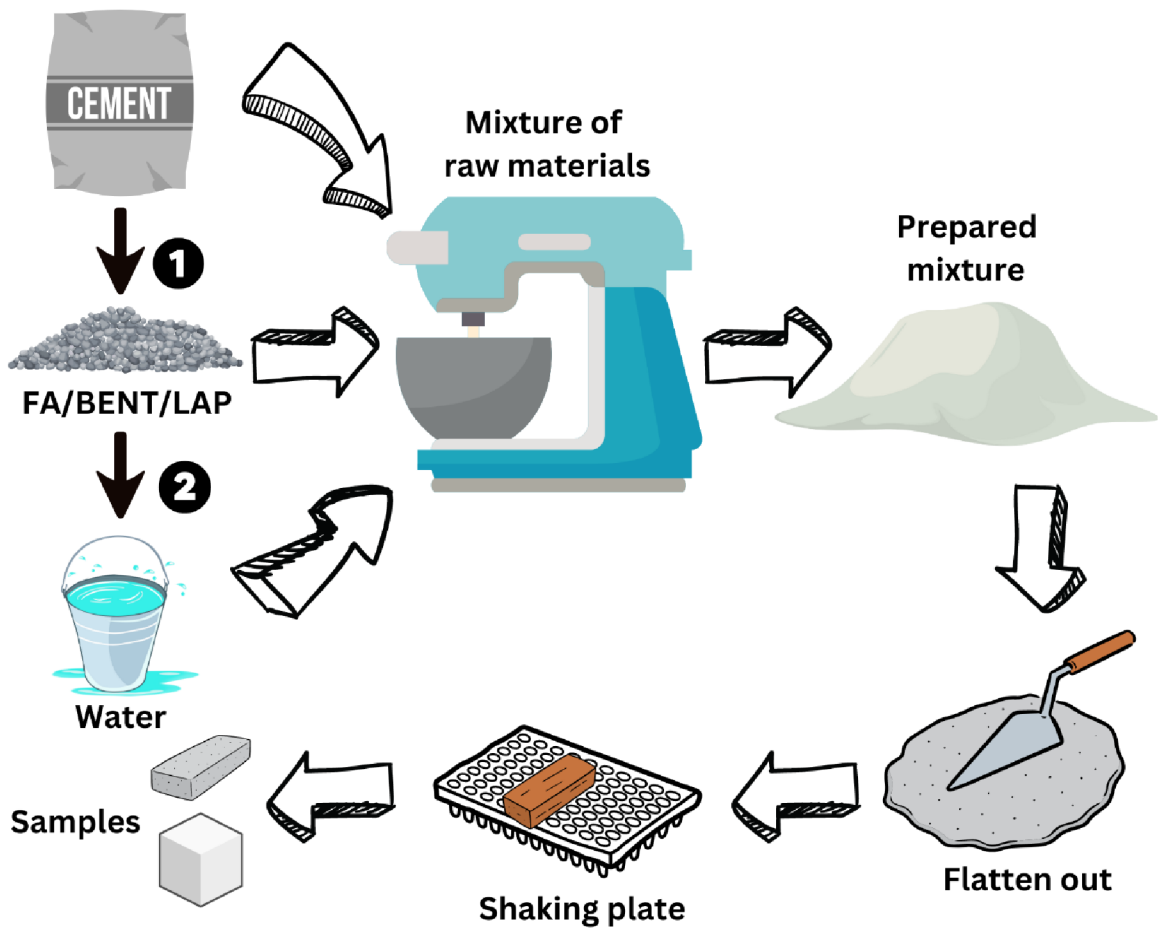 CEMENT
1
FA/BENT/LAP
2
Water
Mixture of
raw materials
Prepared
mixture
Flatten out
Shaking plate
Samples